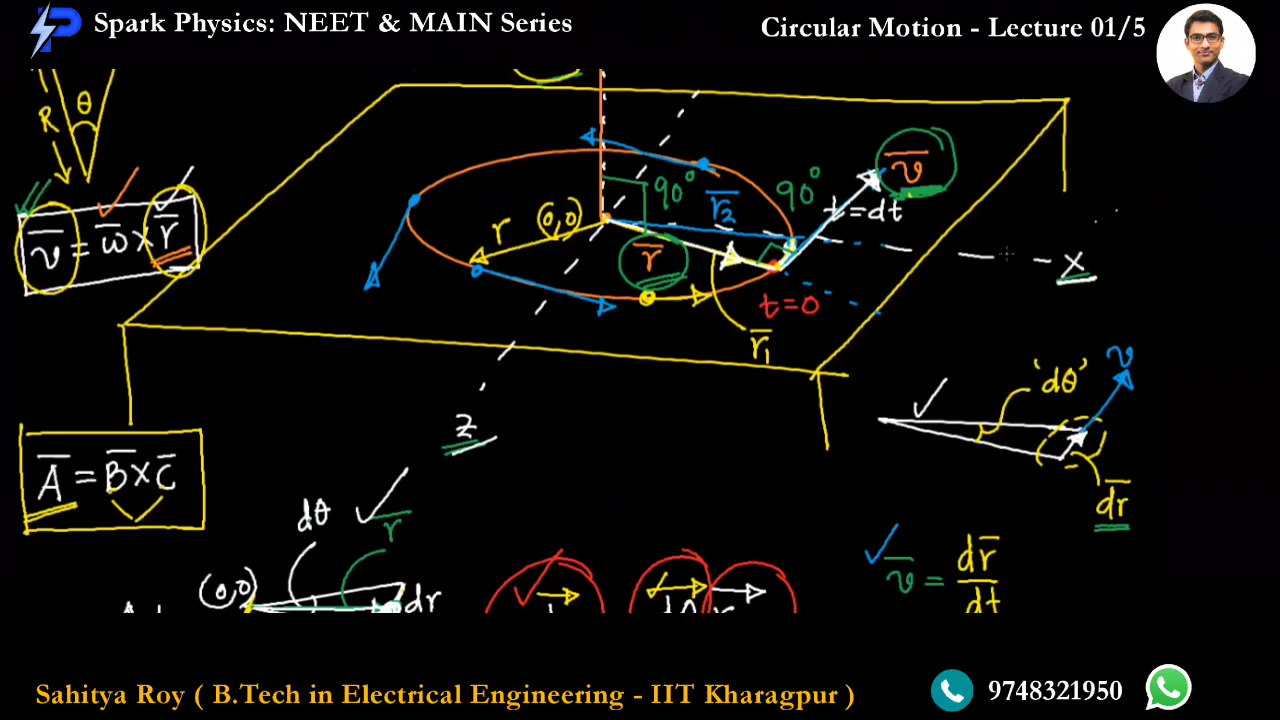 Spark Physics: NEET & MAIN Series
Circular Motion - Lecture 01/5
R
θ
v̅ = ω̅ × r̅
90°
r̅₂
90°
v̅
t=dt
r
(0,0)
r̅
t=0
r̅₁
X
Z
'dθ'
v
d̅r̅
A̅ = B̅ × C̅
dθ
r
(0,0)
dr
v̅ = dr̅/dt
Sahitya Roy ( B.Tech in Electrical Engineering - IIT Kharagpur )
9748321950